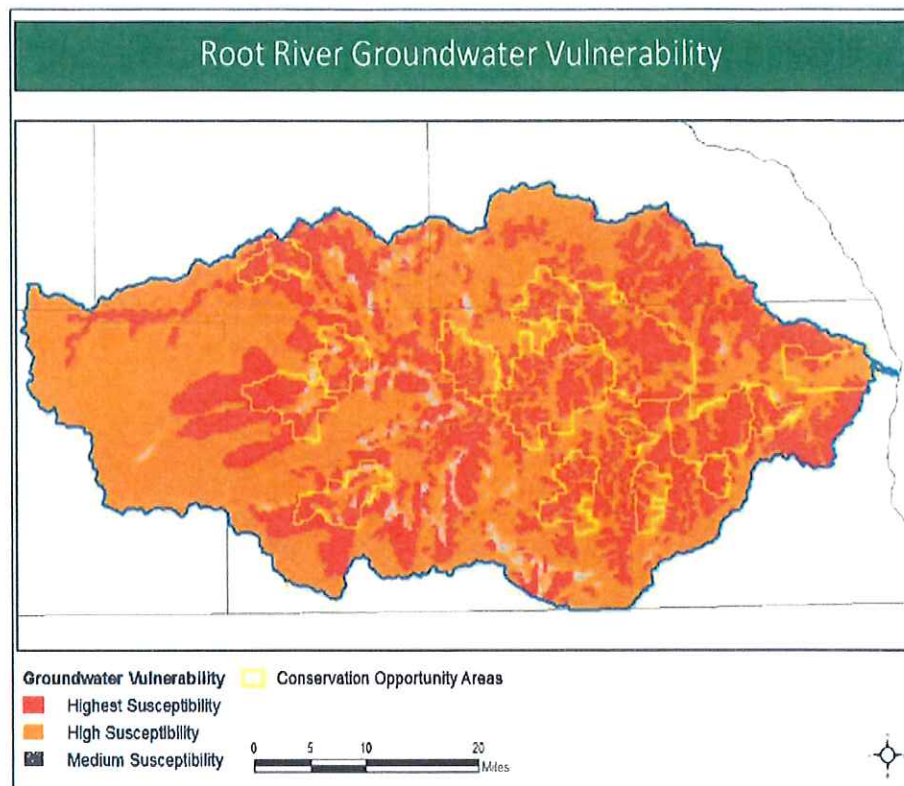 Root River Groundwater Vulnerability
Groundwater Vulnerability
Conservation Opportunity Areas
Highest Susceptibility
High Susceptibility
Medium Susceptibility
0 5 10 20
Miles